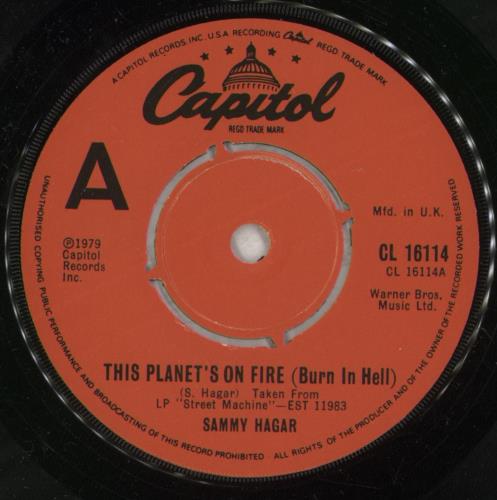 A CAPITOL RECORDS, INC., U.S.A RECORDING Capitol REGD TRADE MARK
Capitol
REGD TRADE MARK
A
Mfd. in U.K.
℗1979
Capitol
Records
Inc.
CL 16114
CL 16114A
Warner Bros.
Music Ltd.
THIS PLANET'S ON FIRE (Burn In Hell)
(S. Hagar) Taken From
LP "Street Machine"—EST 11983
SAMMY HAGAR
UNAUTHORISED COPYING PUBLIC PERFORMANCE AND BROADCASTING OF THIS RECORD PROHIBITED · ALL RIGHTS OF THE PRODUCER AND OF THE OWNER OF THE RECORDED WORK RESERVED